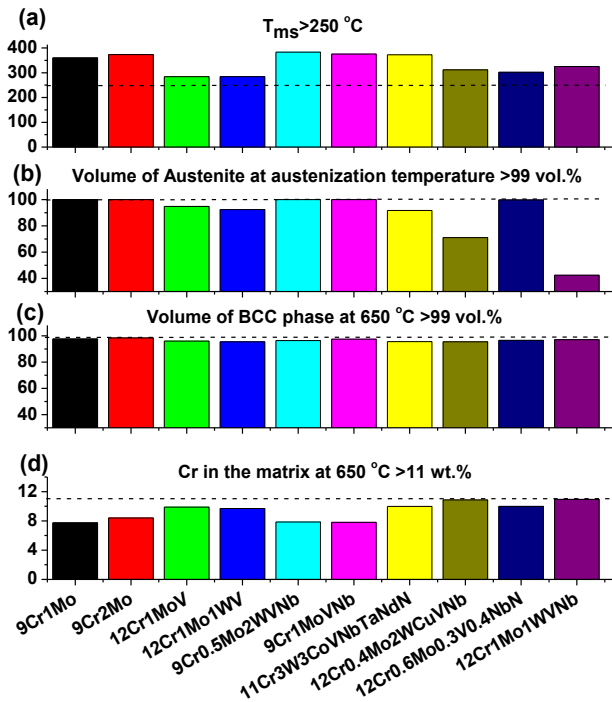 (a)
T_ms>250 °C
400
300
200
100
0
(b)
Volume of Austenite at austenization temperature >99 vol.%
100
80
60
40
(c)
Volume of BCC phase at 650 °C >99 vol.%
100
80
60
40
(d)
Cr in the matrix at 650 °C >11 wt.%
12
8
4
0
9Cr1Mo
9Cr2Mo
12Cr1MoV
12Cr1Mo1WV
9Cr0.5Mo2WVNb
9Cr1MoVNb
11Cr3W3CoVNbTaNdN
12Cr0.4Mo2WCuVNb
12Cr0.6Mo0.3V0.4NbN
12Cr1Mo1WVNb